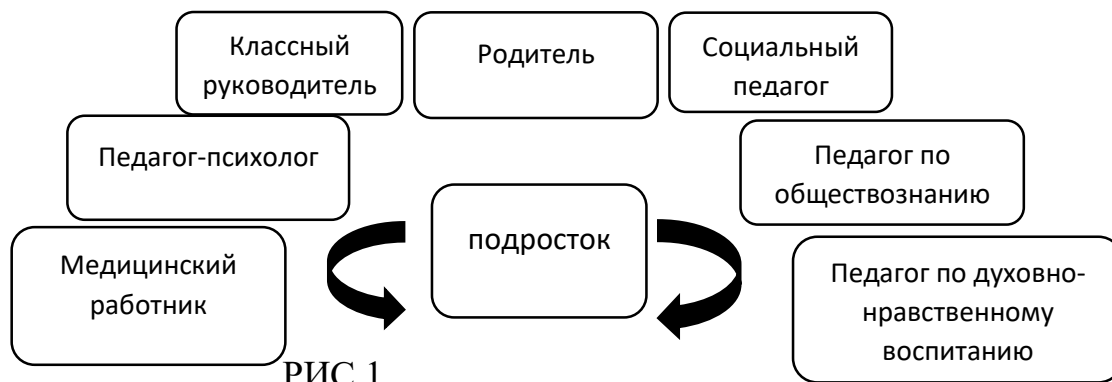 Классный
руководитель
Родитель
Социальный
педагог
Педагог-психолог
Педагог по
обществознанию
подросток
Медицинский
работник
Педагог по духовно-
нравственному
воспитанию
РИС 1